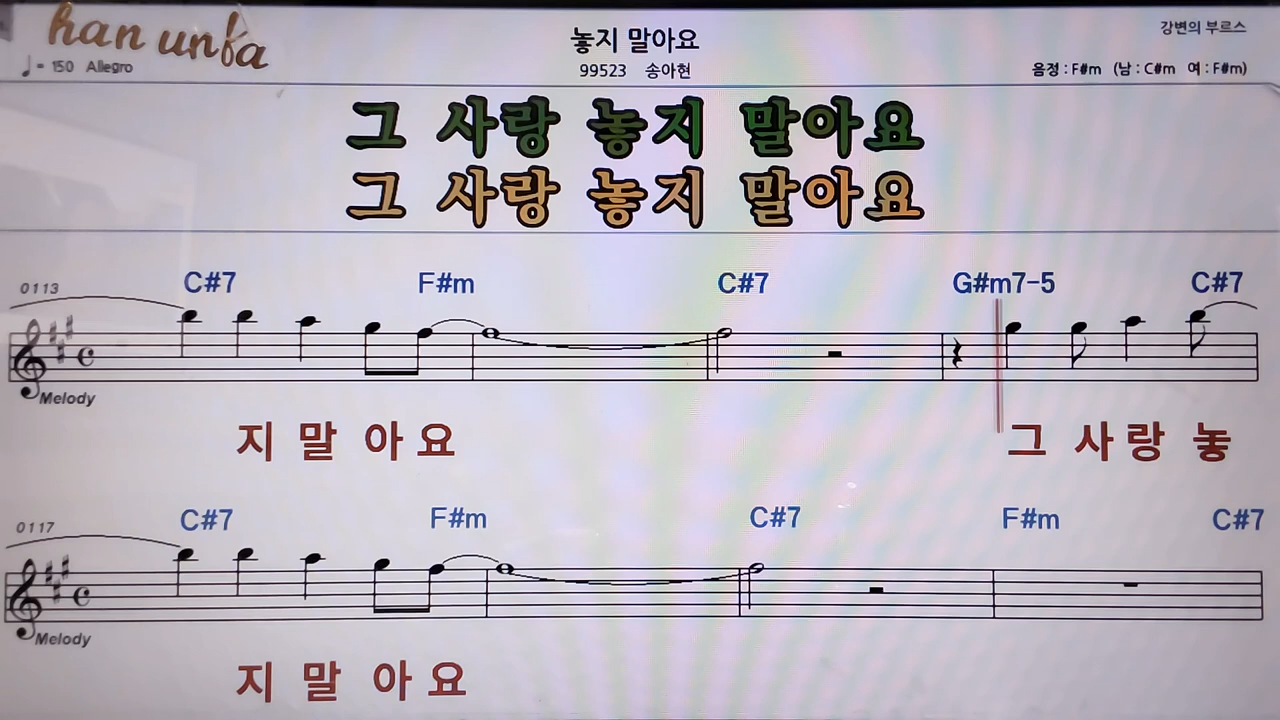 han unfa
놓지 말아요
강변의 부르스
♩= 150 Allegro
99523 송아현
음정 : F#m (남 : C#m 여 : F#m)
그 사랑 놓지 말아요
그 사랑 놓지 말아요
0113 C#7 F#m C#7 G#m7-5 C#7
Melody
지 말 아 요 그 사 랑 놓
0117 C#7 F#m C#7 F#m C#7
Melody
지 말 아 요